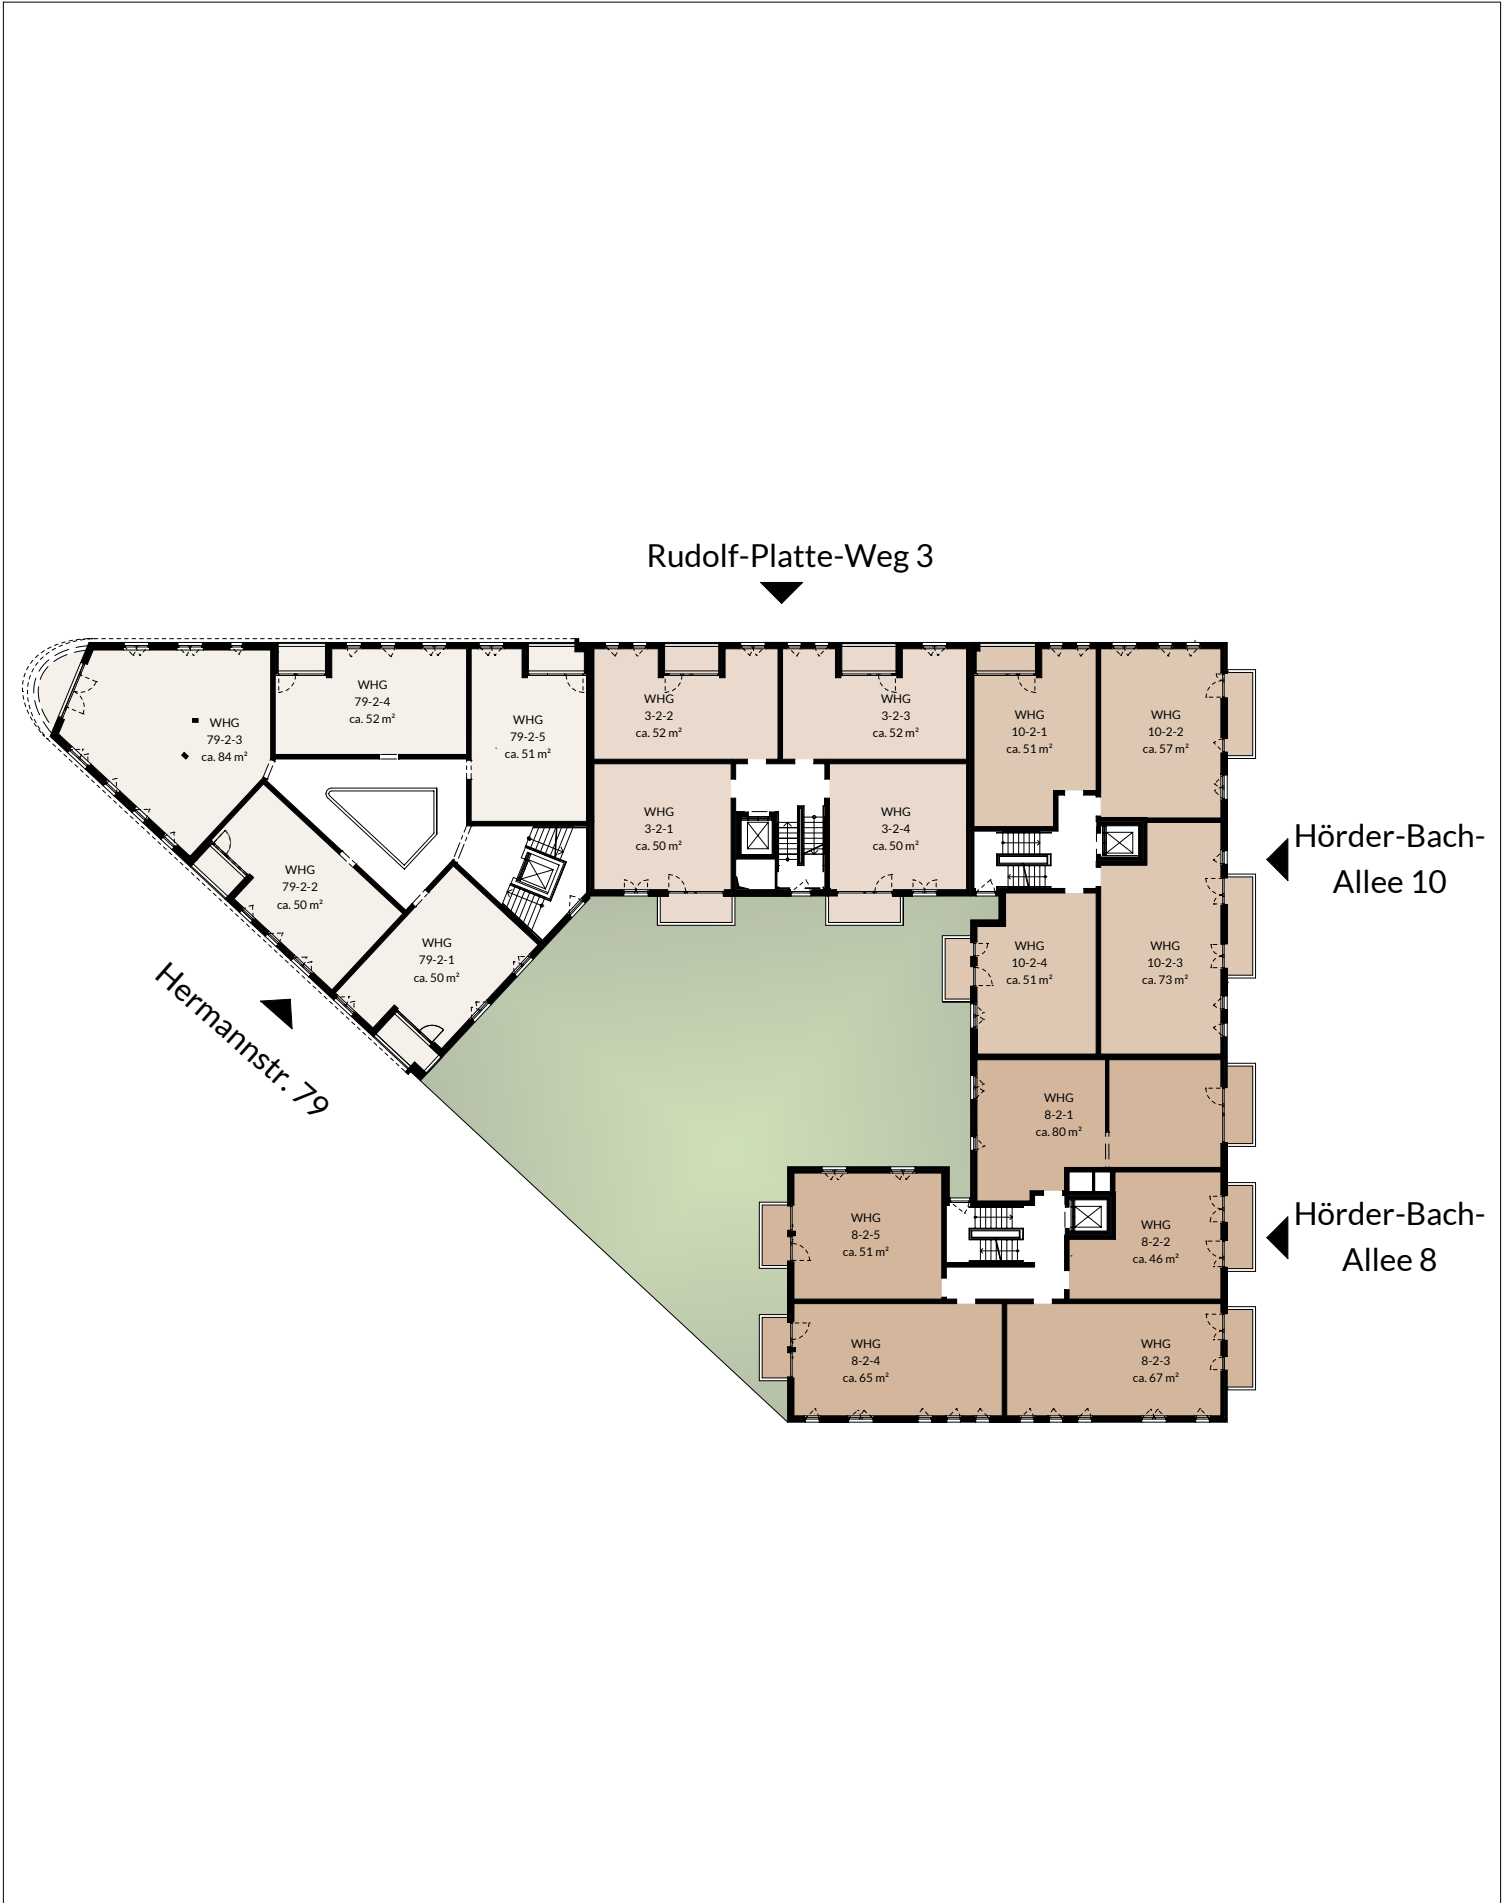 Rudolf-Platte-Weg 3
WHG
79-2-3
ca. 84 m²
WHG
79-2-4
ca. 52 m²
WHG
79-2-5
ca. 51 m²
WHG
3-2-2
ca. 52 m²
WHG
3-2-3
ca. 52 m²
WHG
10-2-1
ca. 51 m²
WHG
10-2-2
ca. 57 m²
WHG
3-2-1
ca. 50 m²
WHG
3-2-4
ca. 50 m²
Hörder-Bach-
Allee 10
WHG
79-2-2
ca. 50 m²
WHG
79-2-1
ca. 50 m²
WHG
10-2-4
ca. 51 m²
WHG
10-2-3
ca. 73 m²
Hermannstr. 79
WHG
8-2-1
ca. 80 m²
WHG
8-2-5
ca. 51 m²
WHG
8-2-2
ca. 46 m²
Hörder-Bach-
Allee 8
WHG
8-2-4
ca. 65 m²
WHG
8-2-3
ca. 67 m²